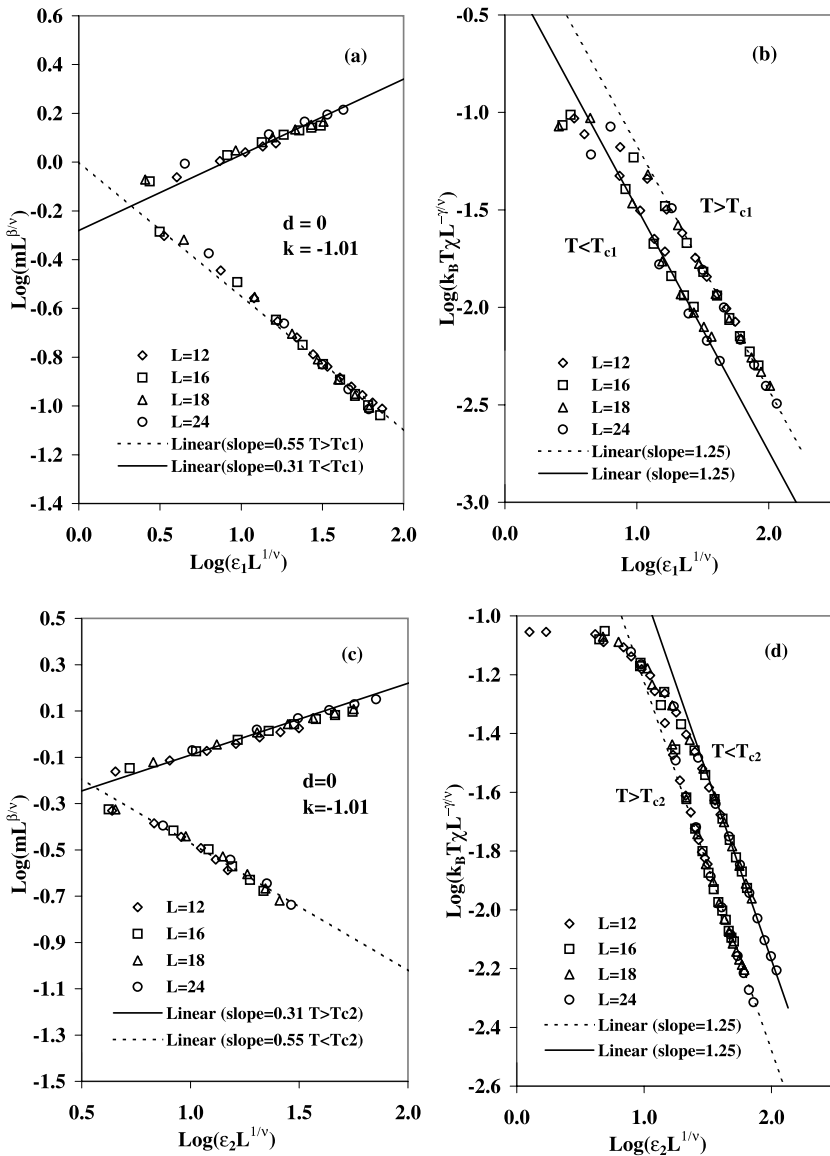 (a)
0.6
0.4
0.2
0.0
-0.2
-0.4
-0.6
-0.8
-1.0
-1.2
-1.4
Log(mL^β/ν)
d = 0
k = -1.01
L=12
L=16
L=18
L=24
Linear(slope=0.55 T>Tc1)
Linear(slope=0.31 T<Tc1)
0.0 0.5 1.0 1.5 2.0
Log(ε₁L^1/ν)
(b)
-0.5
-1.0
-1.5
-2.0
-2.5
-3.0
Log(k_BTχL^-γ/ν)
T>T_c1
T<T_c1
L=12
L=16
L=18
L=24
Linear(slope=1.25)
Linear (slope=1.25)
0.0 1.0 2.0
Log(ε₁L^1/ν)
(c)
0.5
0.3
0.1
-0.1
-0.3
-0.5
-0.7
-0.9
-1.1
-1.3
-1.5
Log(mL^β/ν)
d=0
k=-1.01
L=12
L=16
L=18
L=24
Linear (slope=0.31 T>Tc2)
Linear (slope=0.55 T<Tc2)
0.5 1.0 1.5 2.0
Log(ε₂L^1/ν)
(d)
-1.0
-1.2
-1.4
-1.6
-1.8
-2.0
-2.2
-2.4
-2.6
Log(k_BTχL^-γ/ν)
T<T_c2
T>T_c2
L=12
L=16
L=18
L=24
Linear (slope=1.25)
Linear (slope=1.25)
0.0 1.0 2.0
Log(ε₂L^1/ν)